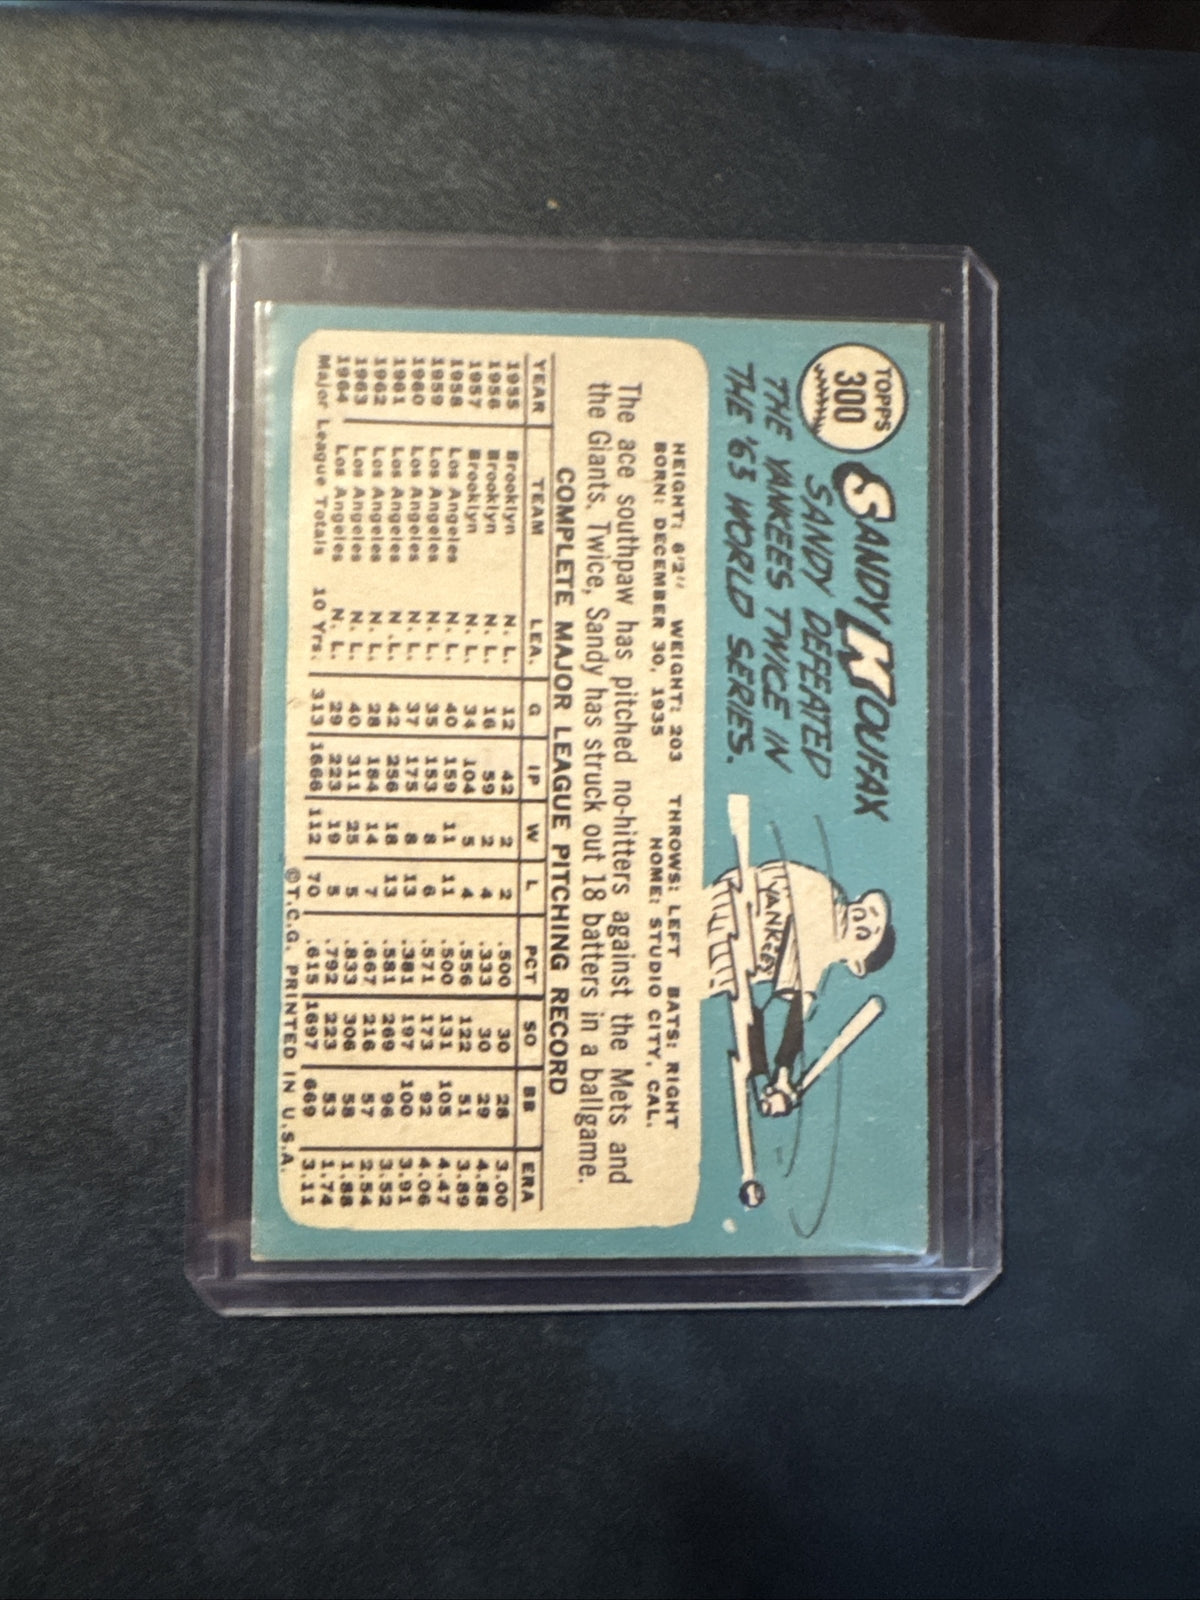 TOPPS
300
SANDY KOUFAX
SANDY DEFEATED
THE YANKEES TWICE IN
THE '63 WORLD SERIES.
YANKEES
HEIGHT: 6'2" WEIGHT: 203 THROWS: LEFT BATS: RIGHT
BORN: DECEMBER 30, 1935 HOME: STUDIO CITY, CAL.
The ace southpaw has pitched no-hitters against the Mets and
the Giants. Twice, Sandy has struck out 18 batters in a ballgame.
COMPLETE MAJOR LEAGUE PITCHING RECORD
YEAR TEAM LEA. G IP W L PCT SO BB ERA
1955 Brooklyn N. L. 12 42 2 2 .500 30 28 3.00
1956 Brooklyn N. L. 16 59 2 4 .333 30 29 4.88
1957 Brooklyn N. L. 34 104 5 4 .556 122 51 3.89
1958 Los Angeles N. L. 40 159 11 11 .500 131 105 4.47
1959 Los Angeles N. L. 35 153 8 6 .571 173 92 4.06
1960 Los Angeles N. L. 37 175 8 13 .381 197 100 3.91
1961 Los Angeles N. L. 42 256 18 13 .581 269 96 3.52
1962 Los Angeles N. L. 28 184 14 7 .667 216 57 2.54
1963 Los Angeles N. L. 40 311 25 5 .833 306 58 1.88
1964 Los Angeles N. L. 29 223 19 5 .792 223 53 1.74
Major League Totals 10 Yrs. 313 1666 112 70 .615 1697 669 3.11
©T.C.G. PRINTED IN U.S.A.